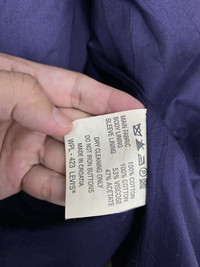 MAIN FABRIC 100% COTTON
BODY LINING 100% COTTON
SLEEVE LINING 53% VISCOSE
47% ACETATE
DRY CLEANING ONLY
DO NOT IRON BUTTONS
MADE IN CROATIA
WPL - 423 LEVI'S®